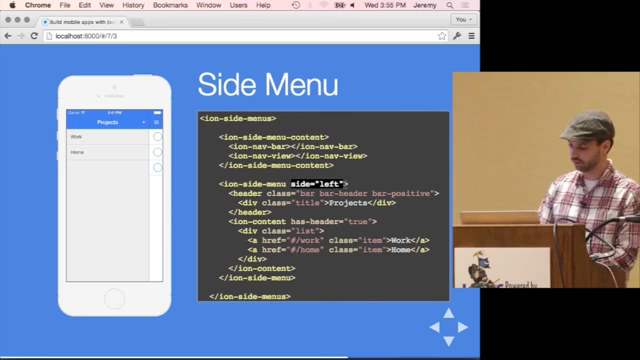 Chrome File Edit View History Bookmarks Window Help
Wed 3:55 PM Jeremy
Build mobile apps with
You
localhost:8000/#/7/3
Side Menu
9:41 PM
Projects
Work
Home
<ion-side-menus>
<ion-side-menu-content>
<ion-nav-bar></ion-nav-bar>
<ion-nav-view></ion-nav-view>
</ion-side-menu-content>
<ion-side-menu side="left">
<header class="bar bar-header bar-positive">
<div class="title">Projects</div>
</header>
<ion-content has-header="true">
<div class="list">
<a href="#/work" class="item">Work</a>
<a href="#/home" class="item">Home</a>
</div>
</ion-content>
</ion-side-menu>
</ion-side-menus>
Powered by